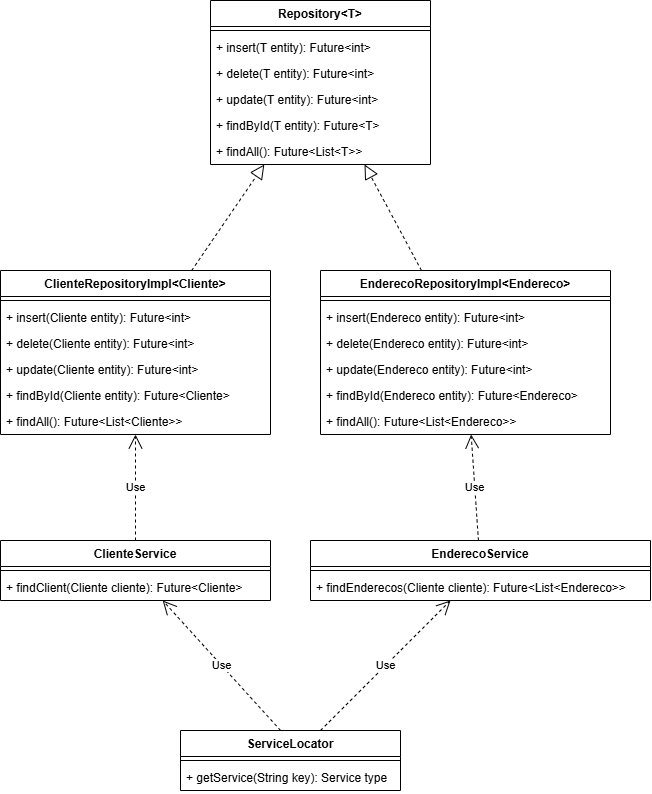 Repository<T>
+ insert(T entity): Future<int>
+ delete(T entity): Future<int>
+ update(T entity): Future<int>
+ findById(T entity): Future<T>
+ findAll(): Future<List<T>>
ClienteRepositoryImpl<Cliente>
+ insert(Cliente entity): Future<int>
+ delete(Cliente entity): Future<int>
+ update(Cliente entity): Future<int>
+ findById(Cliente entity): Future<Cliente>
+ findAll(): Future<List<Cliente>>
EnderecoRepositoryImpl<Endereco>
+ insert(Endereco entity): Future<int>
+ delete(Endereco entity): Future<int>
+ update(Endereco entity): Future<int>
+ findById(Endereco entity): Future<Endereco>
+ findAll(): Future<List<Endereco>>
Use
Use
ClienteService
+ findClient(Cliente cliente): Future<Cliente>
EnderecoService
+ findEnderecos(Cliente cliente): Future<List<Endereco>>
Use
Use
ServiceLocator
+ getService(String key): Service type